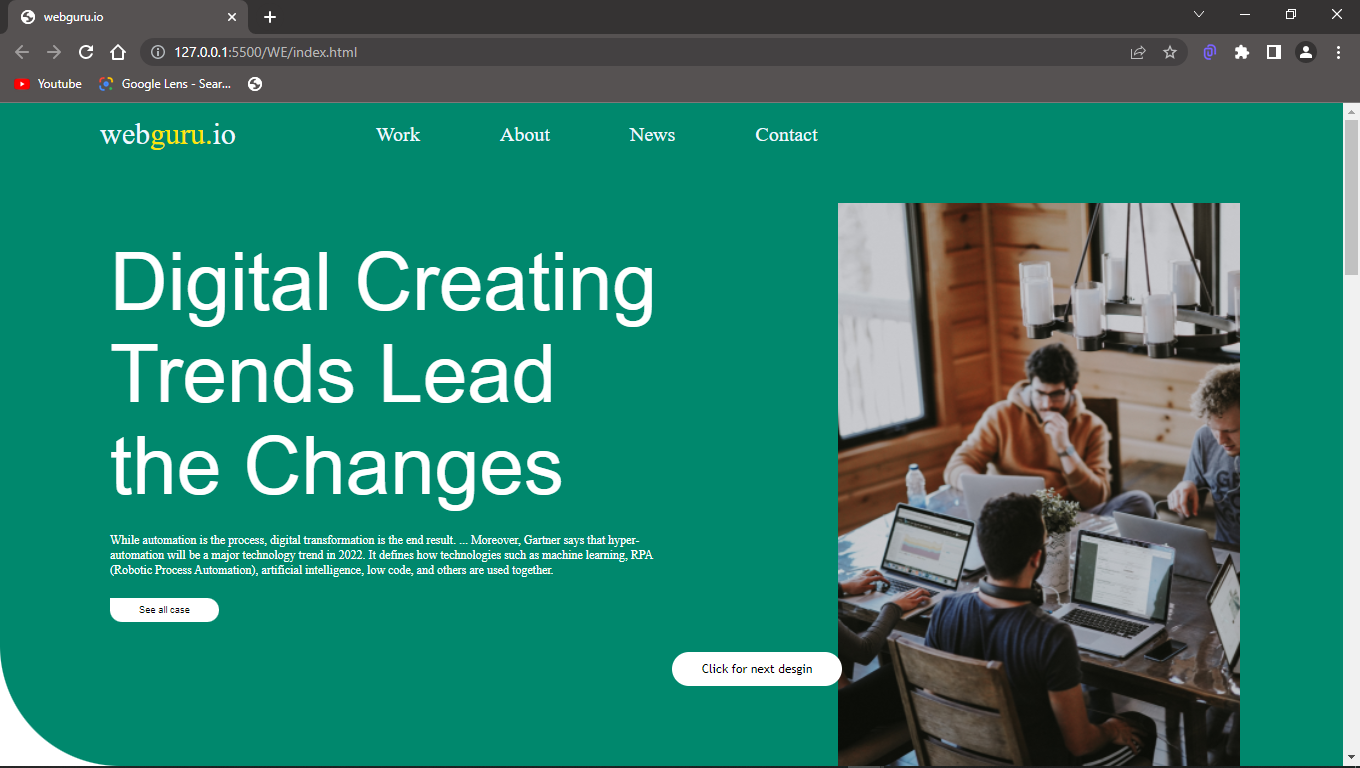 webguru.io
127.0.0.1:5500/WE/index.html
Youtube
Google Lens - Sear...
webguru.io
Work
About
News
Contact
Digital Creating
Trends Lead
the Changes
While automation is the process, digital transformation is the end result. ... Moreover, Gartner says that hyper-
automation will be a major technology trend in 2022. It defines how technologies such as machine learning, RPA
(Robotic Process Automation), artificial intelligence, low code, and others are used together.
See all case
Click for next desgin